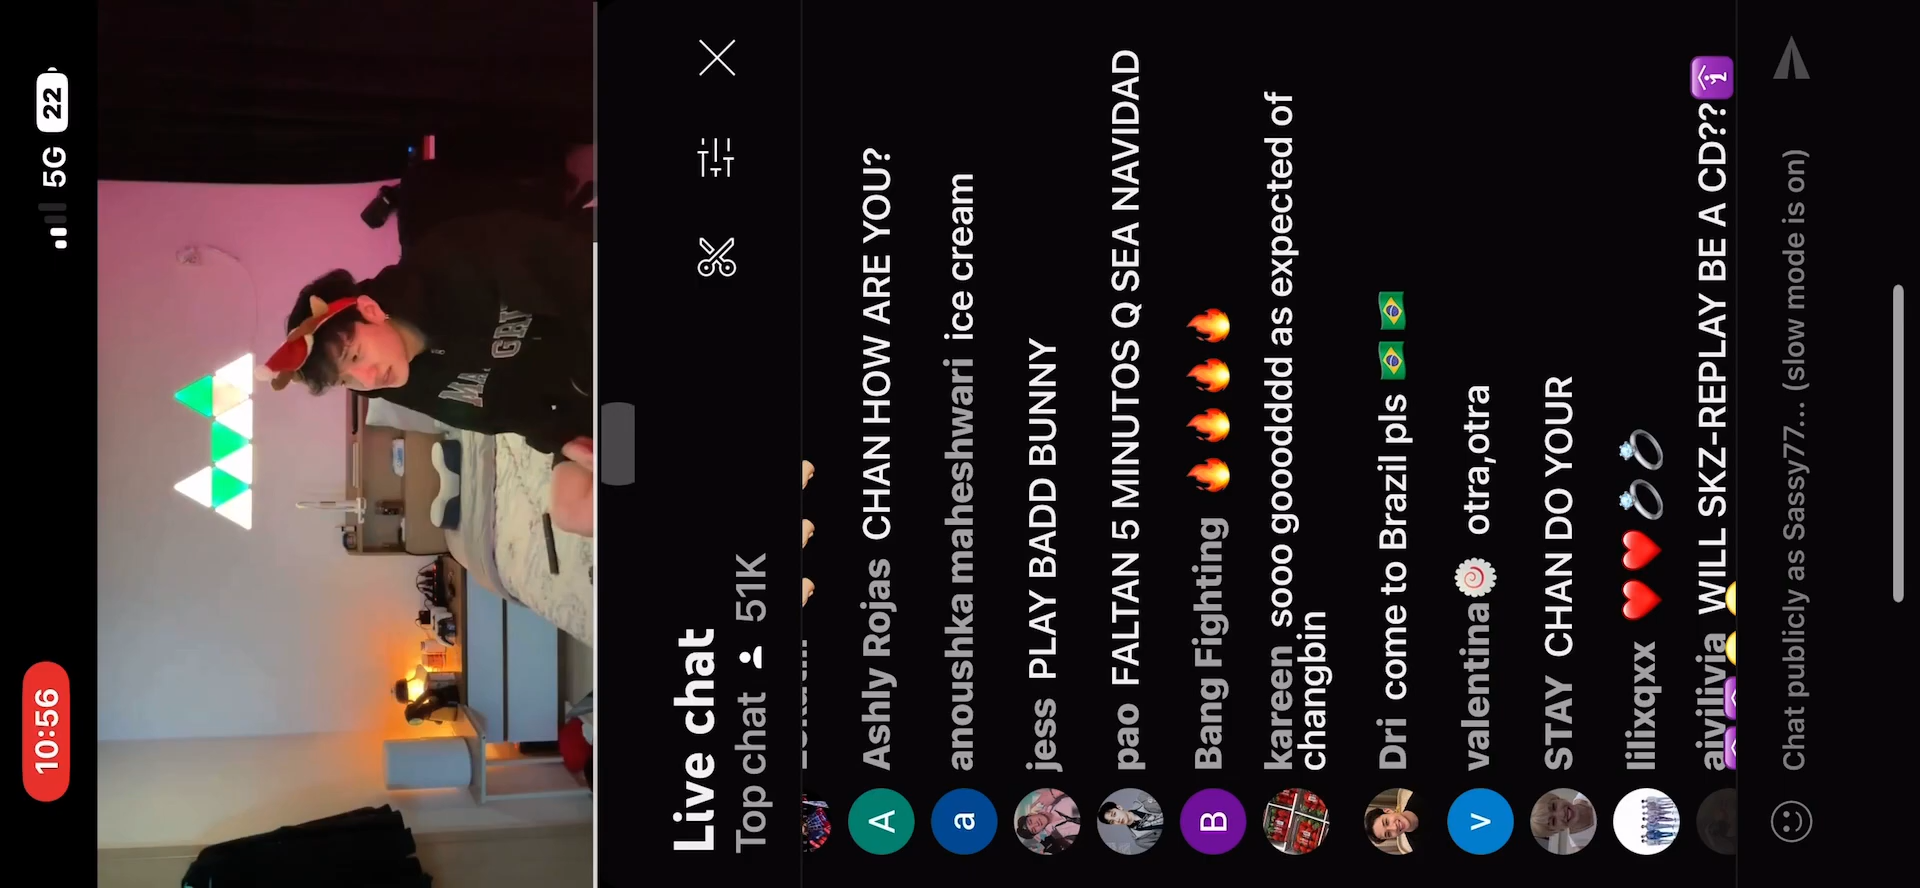 10:56
5G
22
GBY
Live chat
Top chat 51K
Ashly Rojas CHAN HOW ARE YOU?
anoushka maheshwari ice cream
jess PLAY BADD BUNNY
pao FALTAN 5 MINUTOS Q SEA NAVIDAD
Bang Fighting
kareen sooo gooodddd as expected of
changbin
Dri come to Brazil pls
valentina otra,otra
STAY CHAN DO YOUR
lilixqxx
aivilivia WILL SKZ-REPLAY BE A CD??
A
a
B
v
Chat publicly as Sassy77... (slow mode is on)